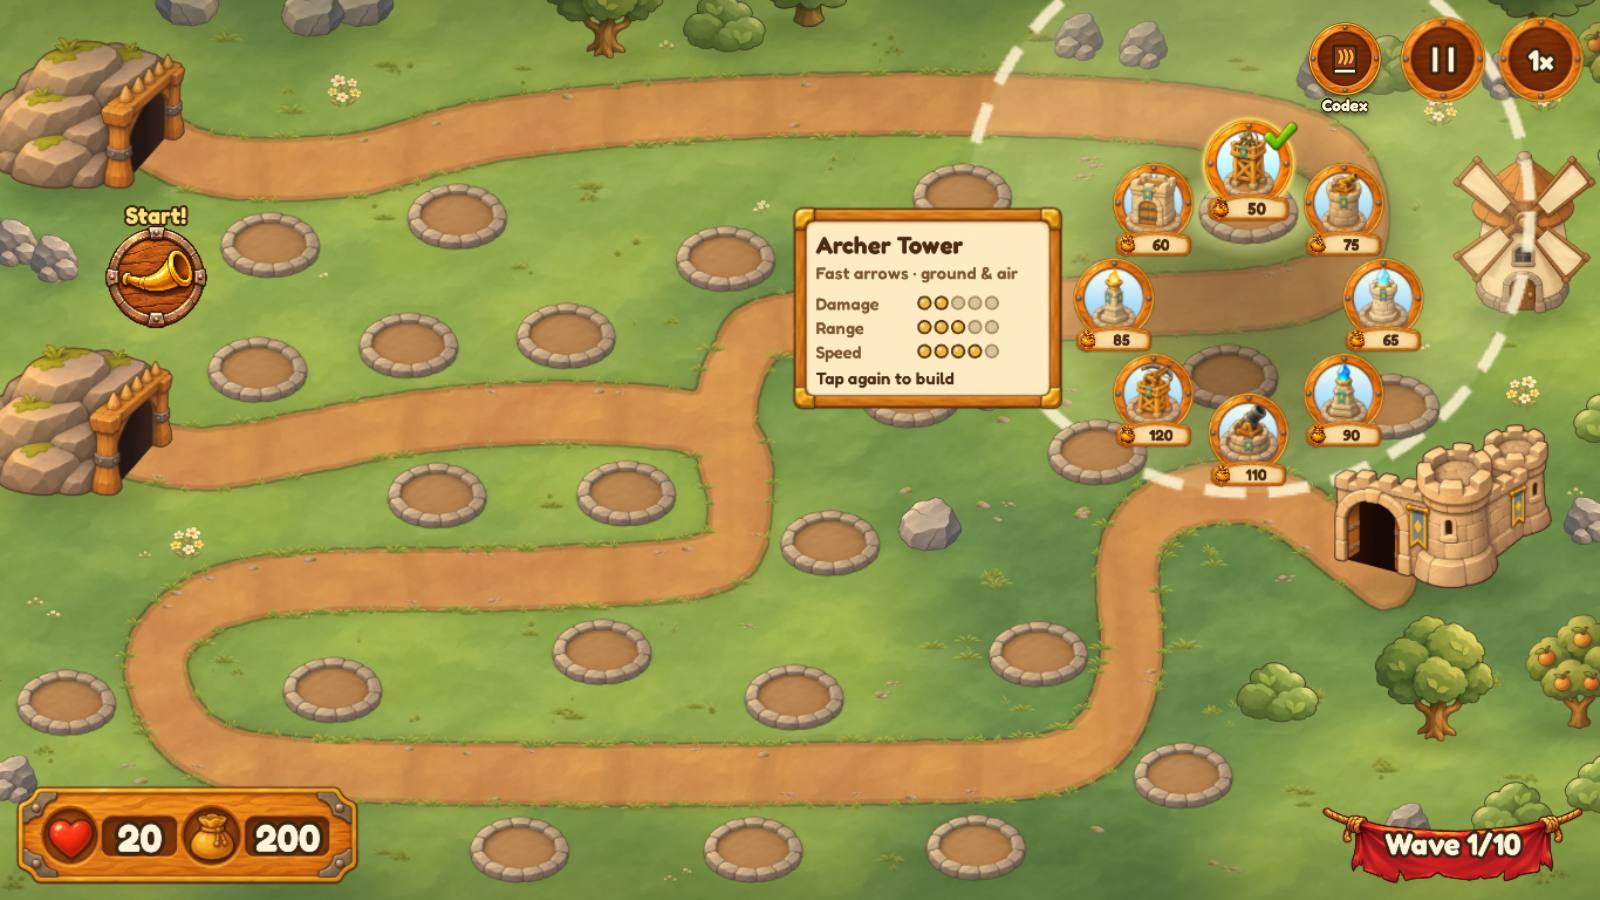 Codex
1x
50
60
75
Start!
Archer Tower
Fast arrows · ground & air
Damage
Range
Speed
Tap again to build
85
65
120
90
110
20
200
Wave 1/10